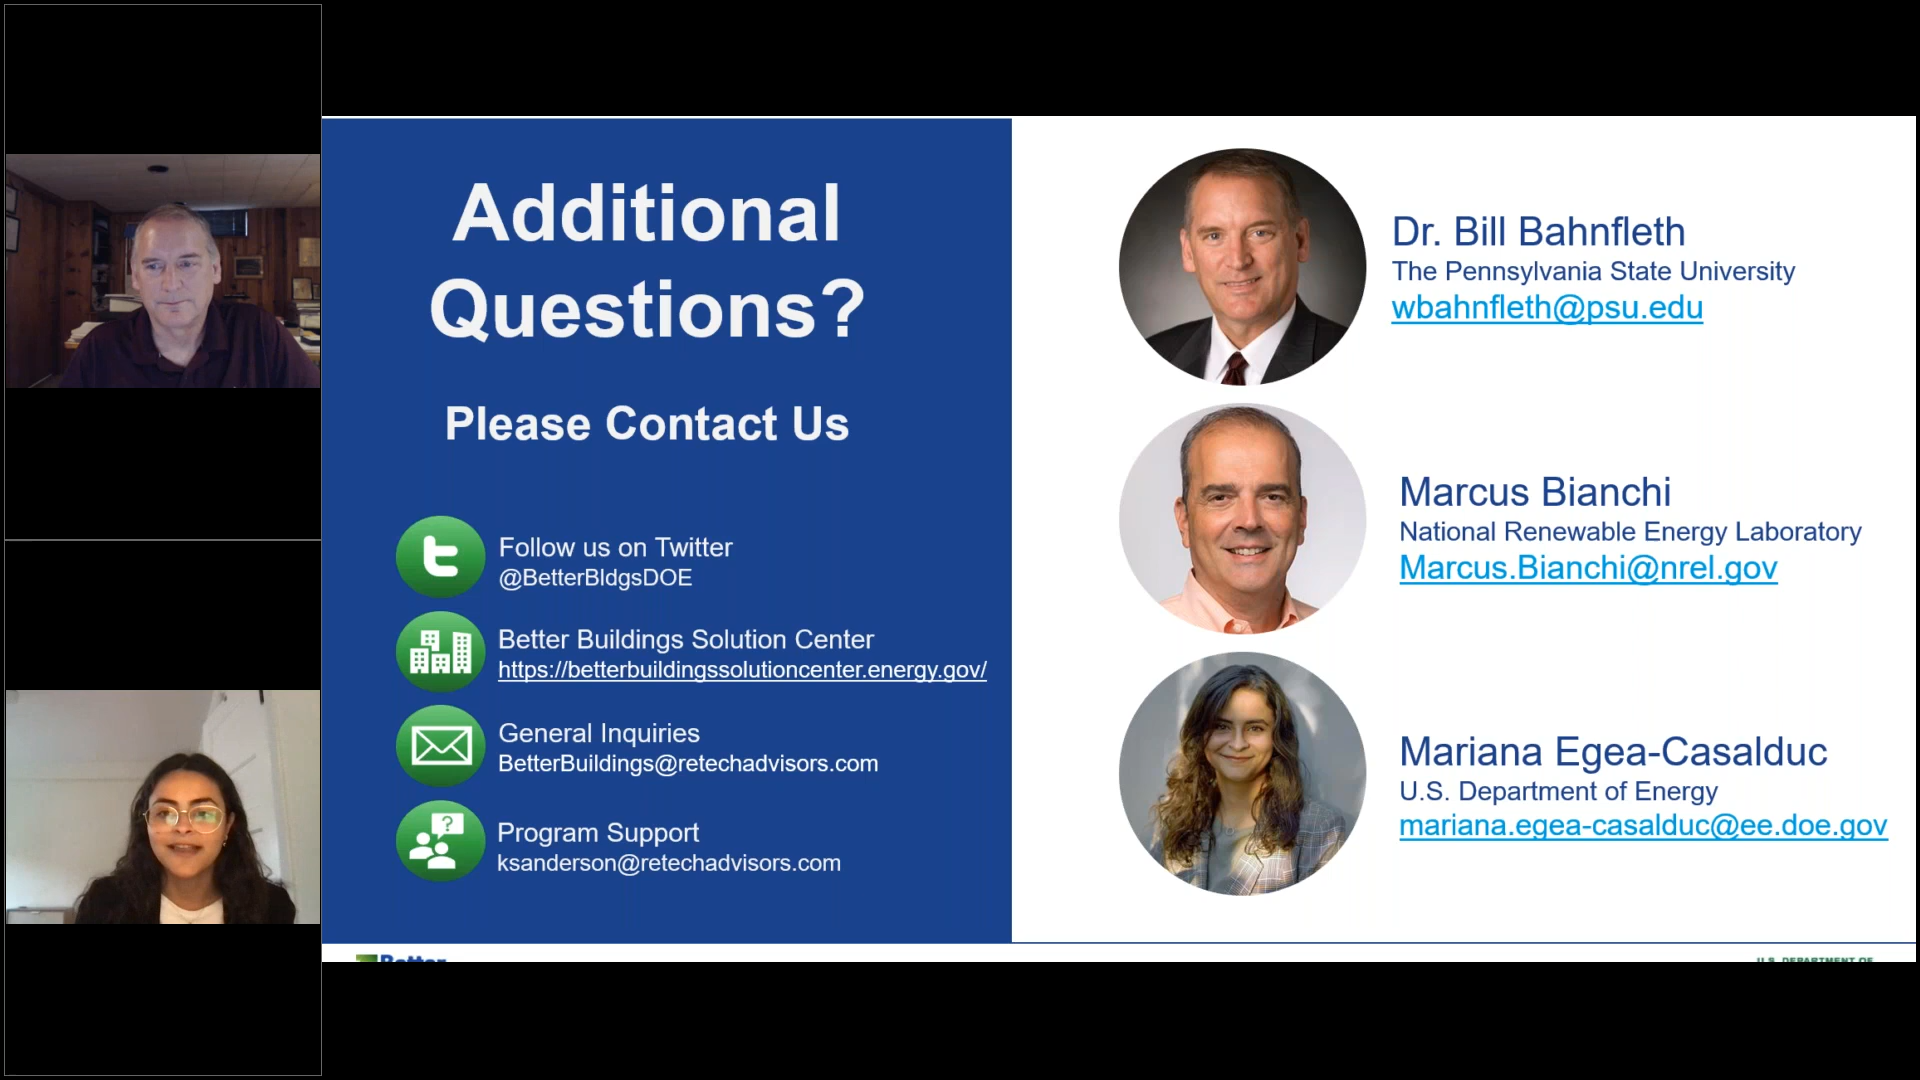 Additional
Questions?
Please Contact Us
Follow us on Twitter
@BetterBldgsDOE
Better Buildings Solution Center
https://betterbuildingssolutioncenter.energy.gov/
General Inquiries
BetterBuildings@retechadvisors.com
Program Support
ksanderson@retechadvisors.com
Dr. Bill Bahnfleth
The Pennsylvania State University
wbahnfleth@psu.edu
Marcus Bianchi
National Renewable Energy Laboratory
Marcus.Bianchi@nrel.gov
Mariana Egea-Casalduc
U.S. Department of Energy
mariana.egea-casalduc@ee.doe.gov
Better
U.S. DEPARTMENT OF